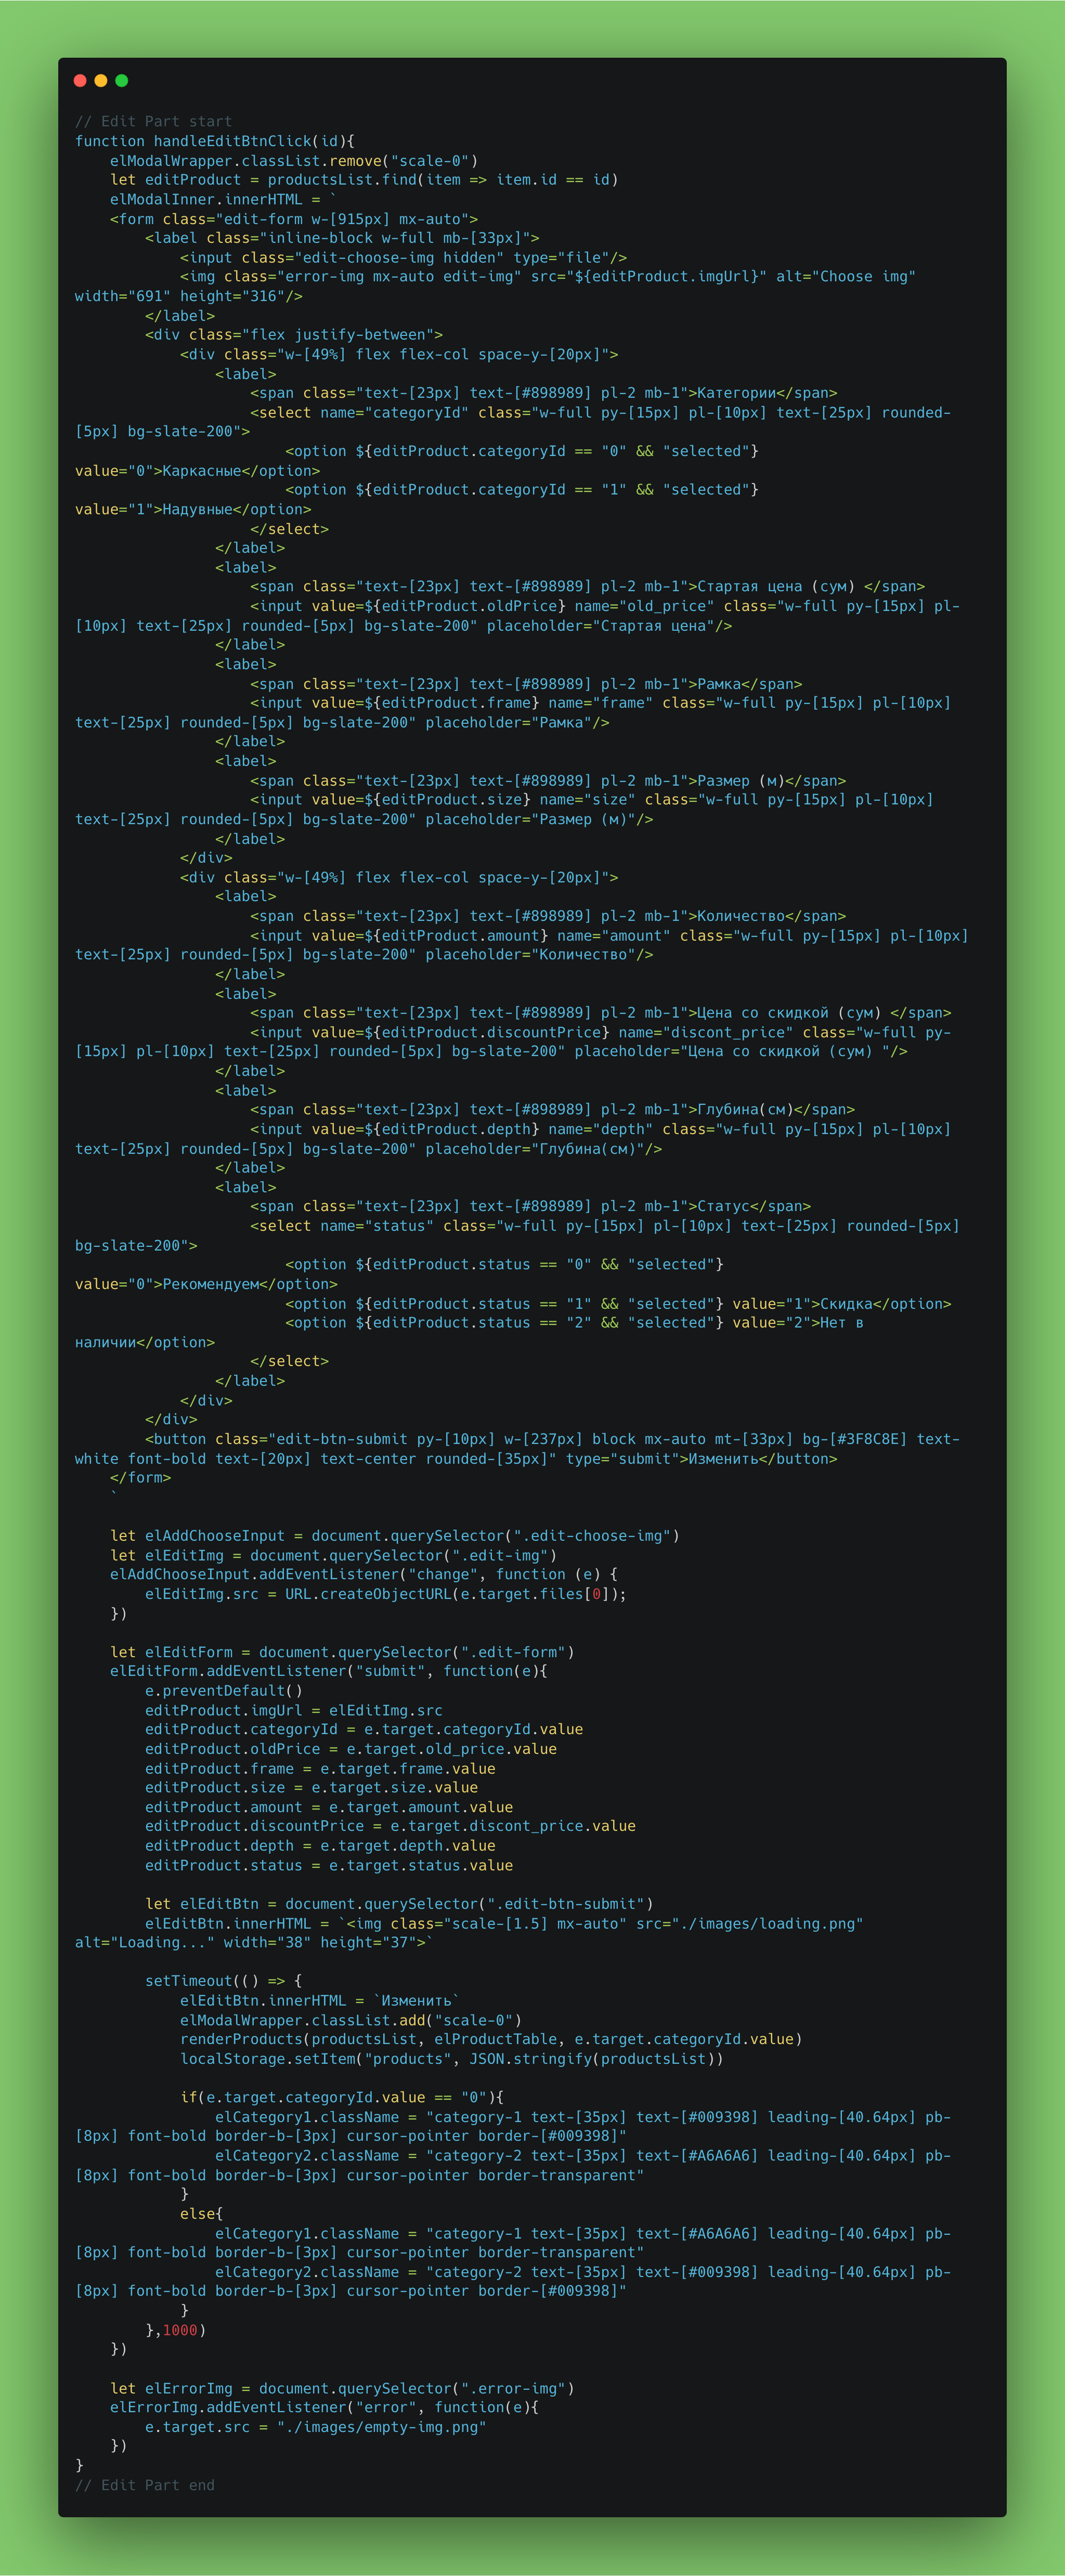 // Edit Part start
function handleEditBtnClick(id){
    elModalWrapper.classList.remove("scale-0")
    let editProduct = productsList.find(item => item.id == id)
    elModalInner.innerHTML = `
    <form class="edit-form w-[915px] mx-auto">
        <label class="inline-block w-full mb-[33px]">
            <input class="edit-choose-img hidden" type="file"/>
            <img class="error-img mx-auto edit-img" src="${editProduct.imgUrl}" alt="Choose img"
width="691" height="316"/>
        </label>
        <div class="flex justify-between">
            <div class="w-[49%] flex flex-col space-y-[20px]">
                <label>
                    <span class="text-[23px] text-[#898989] pl-2 mb-1">Категории</span>
                    <select name="categoryId" class="w-full py-[15px] pl-[10px] text-[25px] rounded-
[5px] bg-slate-200">
                        <option ${editProduct.categoryId == "0" && "selected"}
value="0">Каркасные</option>
                        <option ${editProduct.categoryId == "1" && "selected"}
value="1">Надувные</option>
                    </select>
                </label>
                <label>
                    <span class="text-[23px] text-[#898989] pl-2 mb-1">Стартая цена (сум) </span>
                    <input value=${editProduct.oldPrice} name="old_price" class="w-full py-[15px] pl-
[10px] text-[25px] rounded-[5px] bg-slate-200" placeholder="Стартая цена"/>
                </label>
                <label>
                    <span class="text-[23px] text-[#898989] pl-2 mb-1">Рамка</span>
                    <input value=${editProduct.frame} name="frame" class="w-full py-[15px] pl-[10px]
text-[25px] rounded-[5px] bg-slate-200" placeholder="Рамка"/>
                </label>
                <label>
                    <span class="text-[23px] text-[#898989] pl-2 mb-1">Размер (м)</span>
                    <input value=${editProduct.size} name="size" class="w-full py-[15px] pl-[10px]
text-[25px] rounded-[5px] bg-slate-200" placeholder="Размер (м)"/>
                </label>
            </div>
            <div class="w-[49%] flex flex-col space-y-[20px]">
                <label>
                    <span class="text-[23px] text-[#898989] pl-2 mb-1">Количество</span>
                    <input value=${editProduct.amount} name="amount" class="w-full py-[15px] pl-[10px]
text-[25px] rounded-[5px] bg-slate-200" placeholder="Количество"/>
                </label>
                <label>
                    <span class="text-[23px] text-[#898989] pl-2 mb-1">Цена со скидкой (сум) </span>
                    <input value=${editProduct.discountPrice} name="discont_price" class="w-full py-
[15px] pl-[10px] text-[25px] rounded-[5px] bg-slate-200" placeholder="Цена со скидкой (сум) "/>
                </label>
                <label>
                    <span class="text-[23px] text-[#898989] pl-2 mb-1">Глубина(см)</span>
                    <input value=${editProduct.depth} name="depth" class="w-full py-[15px] pl-[10px]
text-[25px] rounded-[5px] bg-slate-200" placeholder="Глубина(см)"/>
                </label>
                <label>
                    <span class="text-[23px] text-[#898989] pl-2 mb-1">Статус</span>
                    <select name="status" class="w-full py-[15px] pl-[10px] text-[25px] rounded-[5px]
bg-slate-200">
                        <option ${editProduct.status == "0" && "selected"}
value="0">Рекомендуем</option>
                        <option ${editProduct.status == "1" && "selected"} value="1">Скидка</option>
                        <option ${editProduct.status == "2" && "selected"} value="2">Нет в
наличии</option>
                    </select>
                </label>
            </div>
        </div>
        <button class="edit-btn-submit py-[10px] w-[237px] block mx-auto mt-[33px] bg-[#3F8C8E] text-
white font-bold text-[20px] text-center rounded-[35px]" type="submit">Изменить</button>
    </form>
    `

    let elAddChooseInput = document.querySelector(".edit-choose-img")
    let elEditImg = document.querySelector(".edit-img")
    elAddChooseInput.addEventListener("change", function (e) {
        elEditImg.src = URL.createObjectURL(e.target.files[0]);
    })

    let elEditForm = document.querySelector(".edit-form")
    elEditForm.addEventListener("submit", function(e){
        e.preventDefault()
        editProduct.imgUrl = elEditImg.src
        editProduct.categoryId = e.target.categoryId.value
        editProduct.oldPrice = e.target.old_price.value
        editProduct.frame = e.target.frame.value
        editProduct.size = e.target.size.value
        editProduct.amount = e.target.amount.value
        editProduct.discountPrice = e.target.discont_price.value
        editProduct.depth = e.target.depth.value
        editProduct.status = e.target.status.value

        let elEditBtn = document.querySelector(".edit-btn-submit")
        elEditBtn.innerHTML = `<img class="scale-[1.5] mx-auto" src="./images/loading.png"
alt="Loading..." width="38" height="37">`

        setTimeout(() => {
            elEditBtn.innerHTML = `Изменить`
            elModalWrapper.classList.add("scale-0")
            renderProducts(productsList, elProductTable, e.target.categoryId.value)
            localStorage.setItem("products", JSON.stringify(productsList))

            if(e.target.categoryId.value == "0"){
                elCategory1.className = "category-1 text-[35px] text-[#009398] leading-[40.64px] pb-
[8px] font-bold border-b-[3px] cursor-pointer border-[#009398]"
                elCategory2.className = "category-2 text-[35px] text-[#A6A6A6] leading-[40.64px] pb-
[8px] font-bold border-b-[3px] cursor-pointer border-transparent"
            }
            else{
                elCategory1.className = "category-1 text-[35px] text-[#A6A6A6] leading-[40.64px] pb-
[8px] font-bold border-b-[3px] cursor-pointer border-transparent"
                elCategory2.className = "category-2 text-[35px] text-[#009398] leading-[40.64px] pb-
[8px] font-bold border-b-[3px] cursor-pointer border-[#009398]"
            }
        },1000)
    })

    let elErrorImg = document.querySelector(".error-img")
    elErrorImg.addEventListener("error", function(e){
        e.target.src = "./images/empty-img.png"
    })
}
// Edit Part end